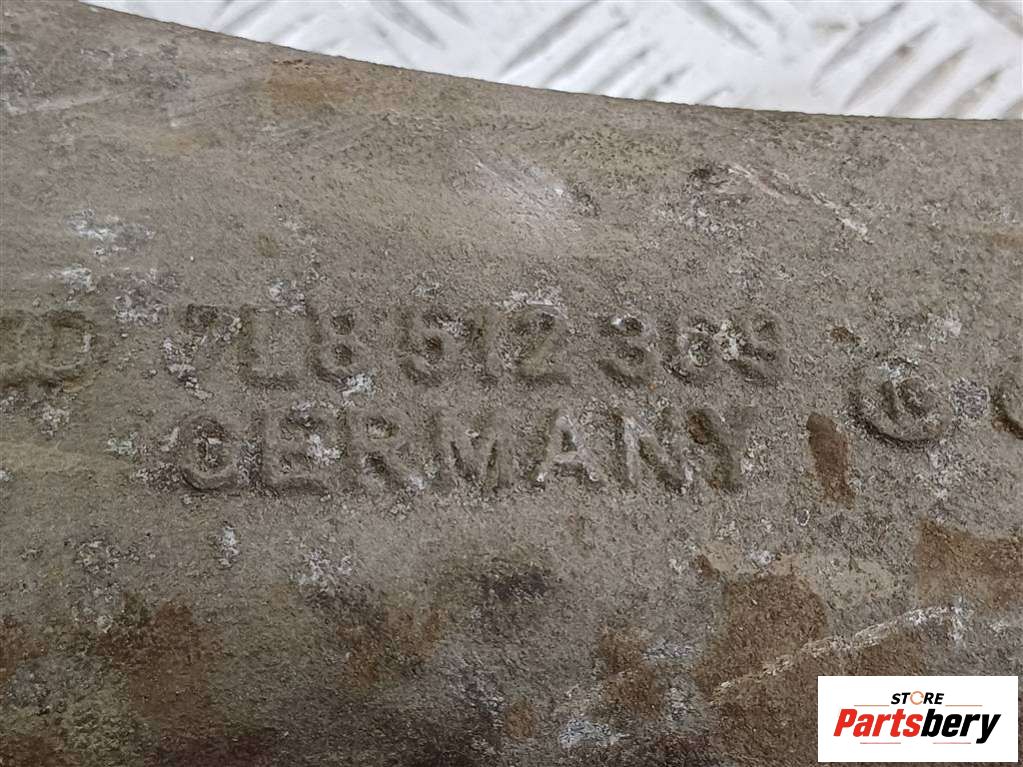 7L8 512 369
GERMANY
STORE
Partsbery